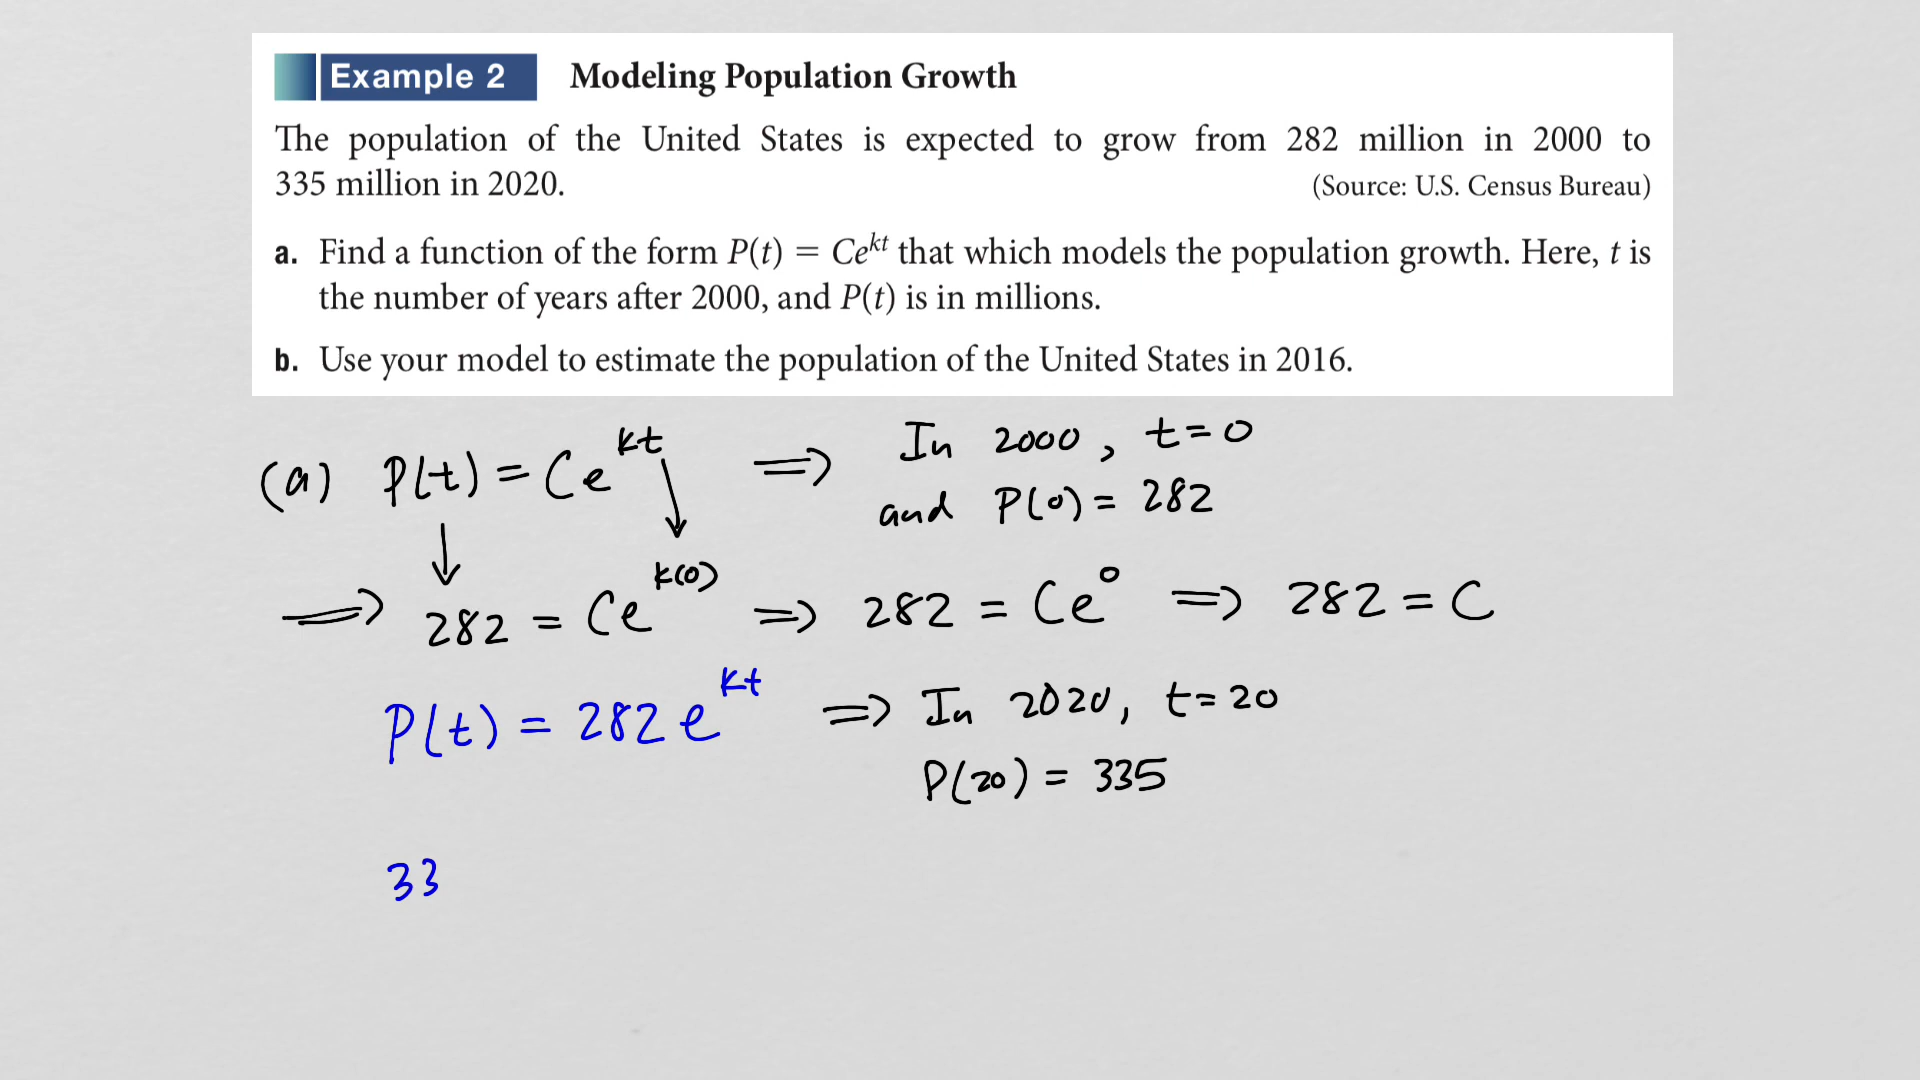 Example 2 Modeling Population Growth
The population of the United States is expected to grow from 282 million in 2000 to
335 million in 2020. (Source: U.S. Census Bureau)
a. Find a function of the form P(t) = Ce^{kt} that which models the population growth. Here, t is
the number of years after 2000, and P(t) is in millions.
b. Use your model to estimate the population of the United States in 2016.
(a) P(t) = Ce^{kt} ⇒ In 2000, t=0
and P(0) = 282
⇒ 282 = Ce^{k(0)} ⇒ 282 = Ce^{0} ⇒ 282 = C
P(t) = 282e^{kt} ⇒ In 2020, t=20
P(20) = 335
33